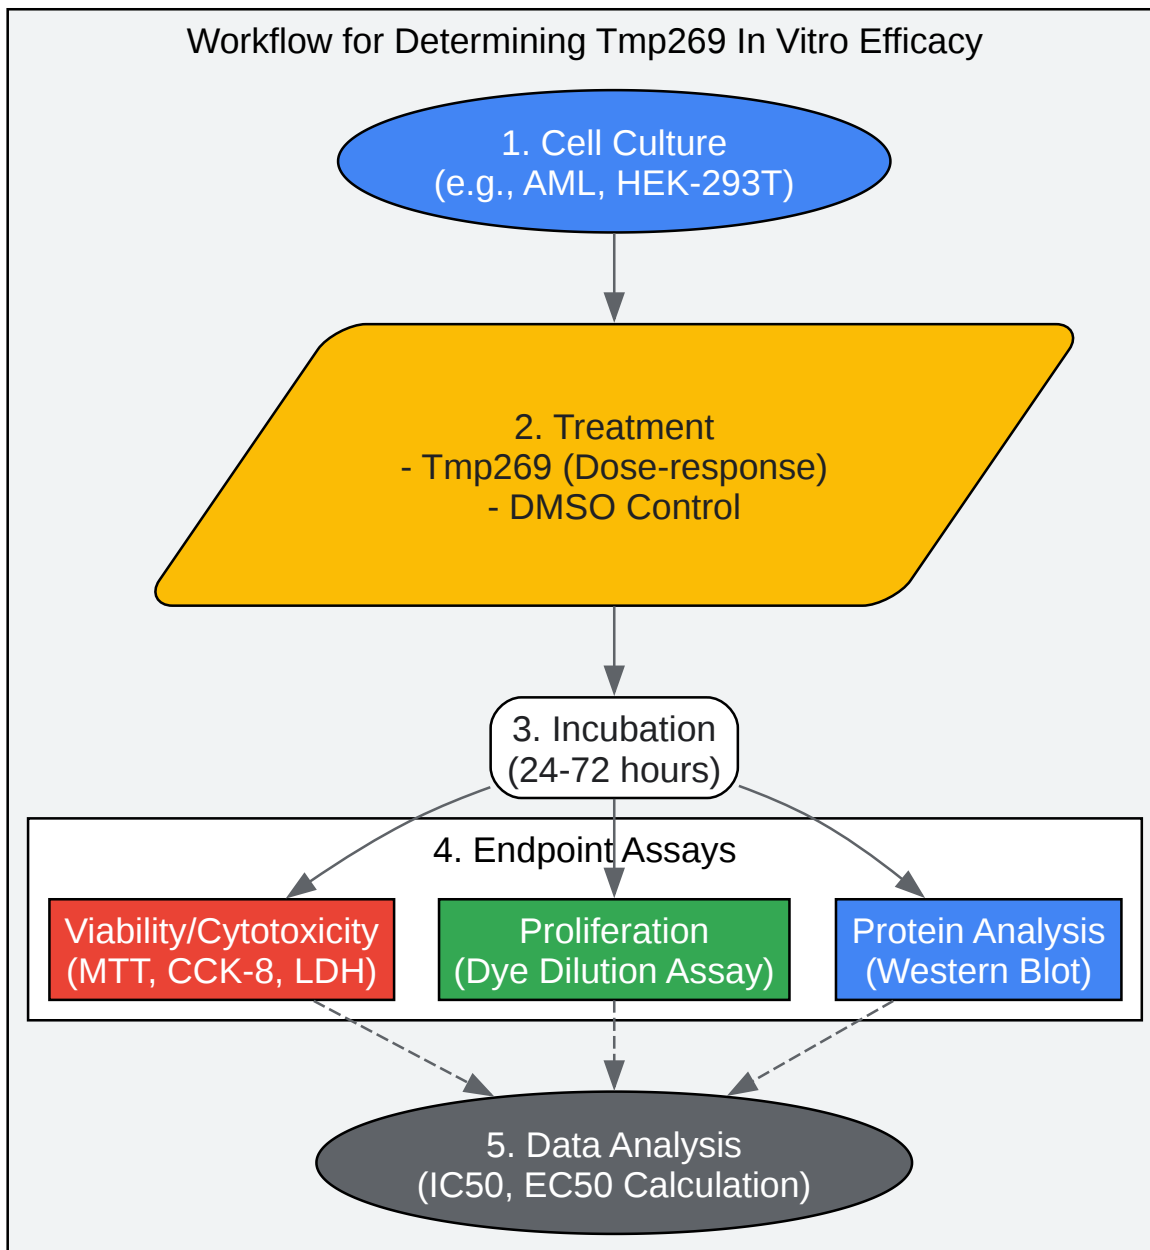 Workflow for Determining Tmp269 In Vitro Efficacy
1. Cell Culture
(e.g., AML, HEK-293T)
2. Treatment
- Tmp269 (Dose-response)
- DMSO Control
3. Incubation
(24-72 hours)
4. Endpoint Assays
Viability/Cytotoxicity
(MTT, CCK-8, LDH)
Proliferation
(Dye Dilution Assay)
Protein Analysis
(Western Blot)
5. Data Analysis
(IC50, EC50 Calculation)